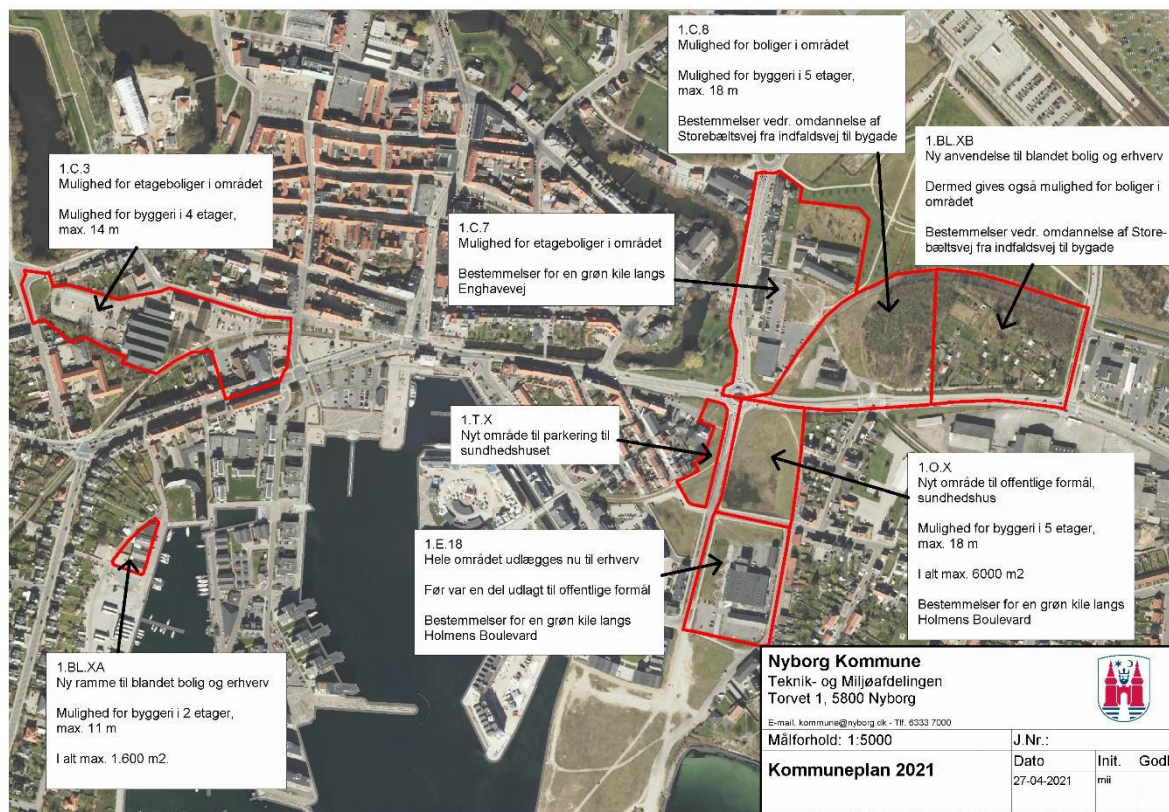 1.C.8
Mulighed for boliger i området
Mulighed for byggeri i 5 etager,
max. 18 m
Bestemmelser vedr. omdannelse af
Storebæltsvej fra indfaldsvej til bygade
1.BL.XB
Ny anvendelse til blandet bolig og erhverv
Dermed gives også mulighed for boliger i
området
Bestemmelser vedr. omdannelse af Store-
bæltsvej fra indfaldsvej til bygade
1.C.3
Mulighed for etageboliger i området
Mulighed for byggeri i 4 etager,
max. 14 m
1.C.7
Mulighed for etageboliger i området
Bestemmelser for en grøn kile langs
Enghavevej
1.T.X
Nyt område til parkering til
sundhedshuset
1.O.X
Nyt område til offentlige formål,
sundhedshus
Mulighed for byggeri i 5 etager,
max. 18 m
I alt max. 6000 m2
Bestemmelser for en grøn kile langs
Holmens Boulevard
1.E.18
Hele området udlægges nu til erhverv
Før var en del udlagt til offentlige formål
Bestemmelser for en grøn kile langs
Holmens Boulevard
1.BL.XA
Ny ramme til blandet bolig og erhverv
Mulighed for byggeri i 2 etager,
max. 11 m
I alt max. 1.600 m2.
Nyborg Kommune
Teknik- og Miljøafdelingen
Torvet 1, 5800 Nyborg
E-mail. kommune@nyborg.dk - Tlf. 6333 7000
Målforhold: 1:5000
J.Nr.:
Kommuneplan 2021
Dato
Init.
Godk
27-04-2021
mii